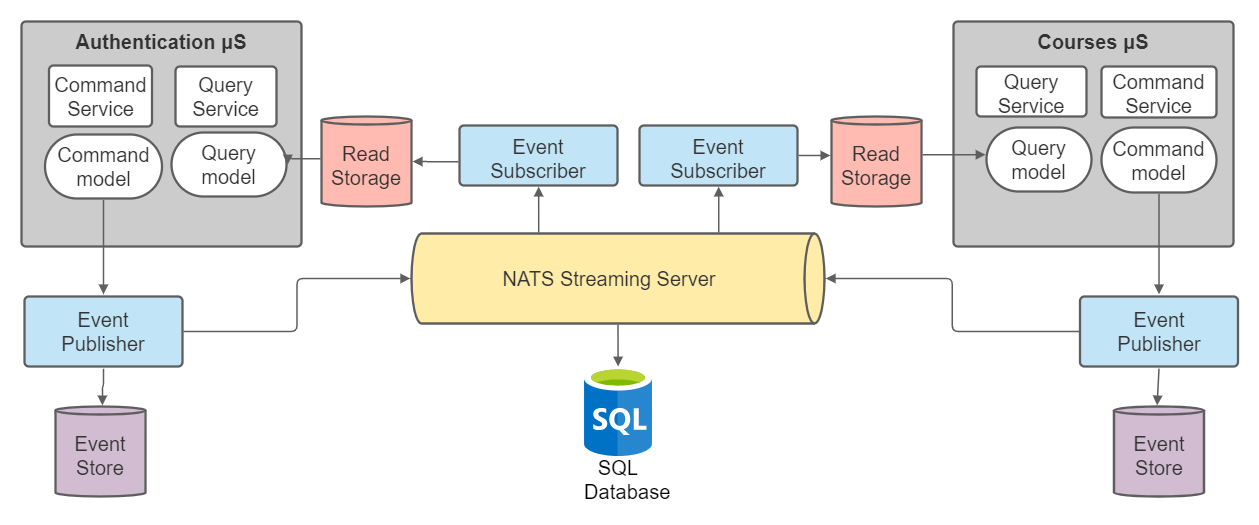 Authentication µS
Command
Service
Query
Service
Command
model
Query
model
Read
Storage
Event
Subscriber
Event
Subscriber
Read
Storage
Courses µS
Query
Service
Command
Service
Query
model
Command
model
NATS Streaming Server
Event
Publisher
Event
Publisher
Event
Store
SQL
SQL
Database
Event
Store